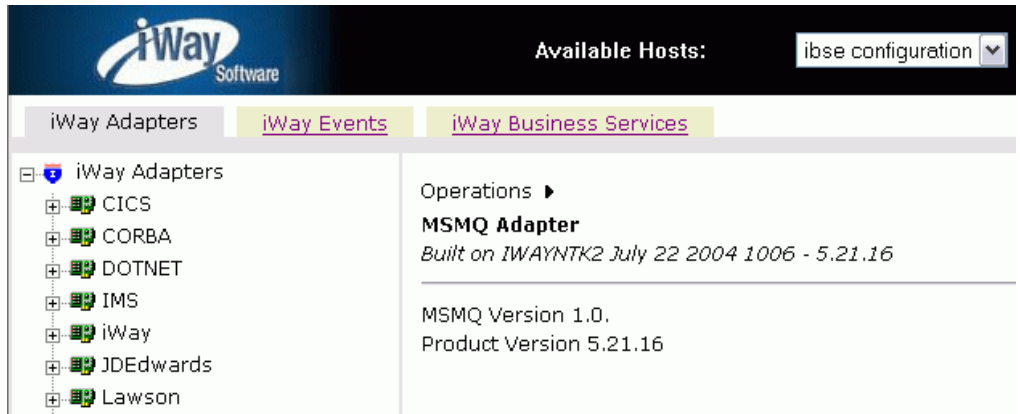 iWay
Software
Available Hosts:
ibse configuration
iWay Adapters
iWay Events
iWay Business Services
iWay Adapters
CICS
CORBA
DOTNET
IMS
iWay
JDEdwards
Lawson
Operations
MSMQ Adapter
Built on IWAYNTK2 July 22 2004 1006 - 5.21.16
MSMQ Version 1.0.
Product Version 5.21.16